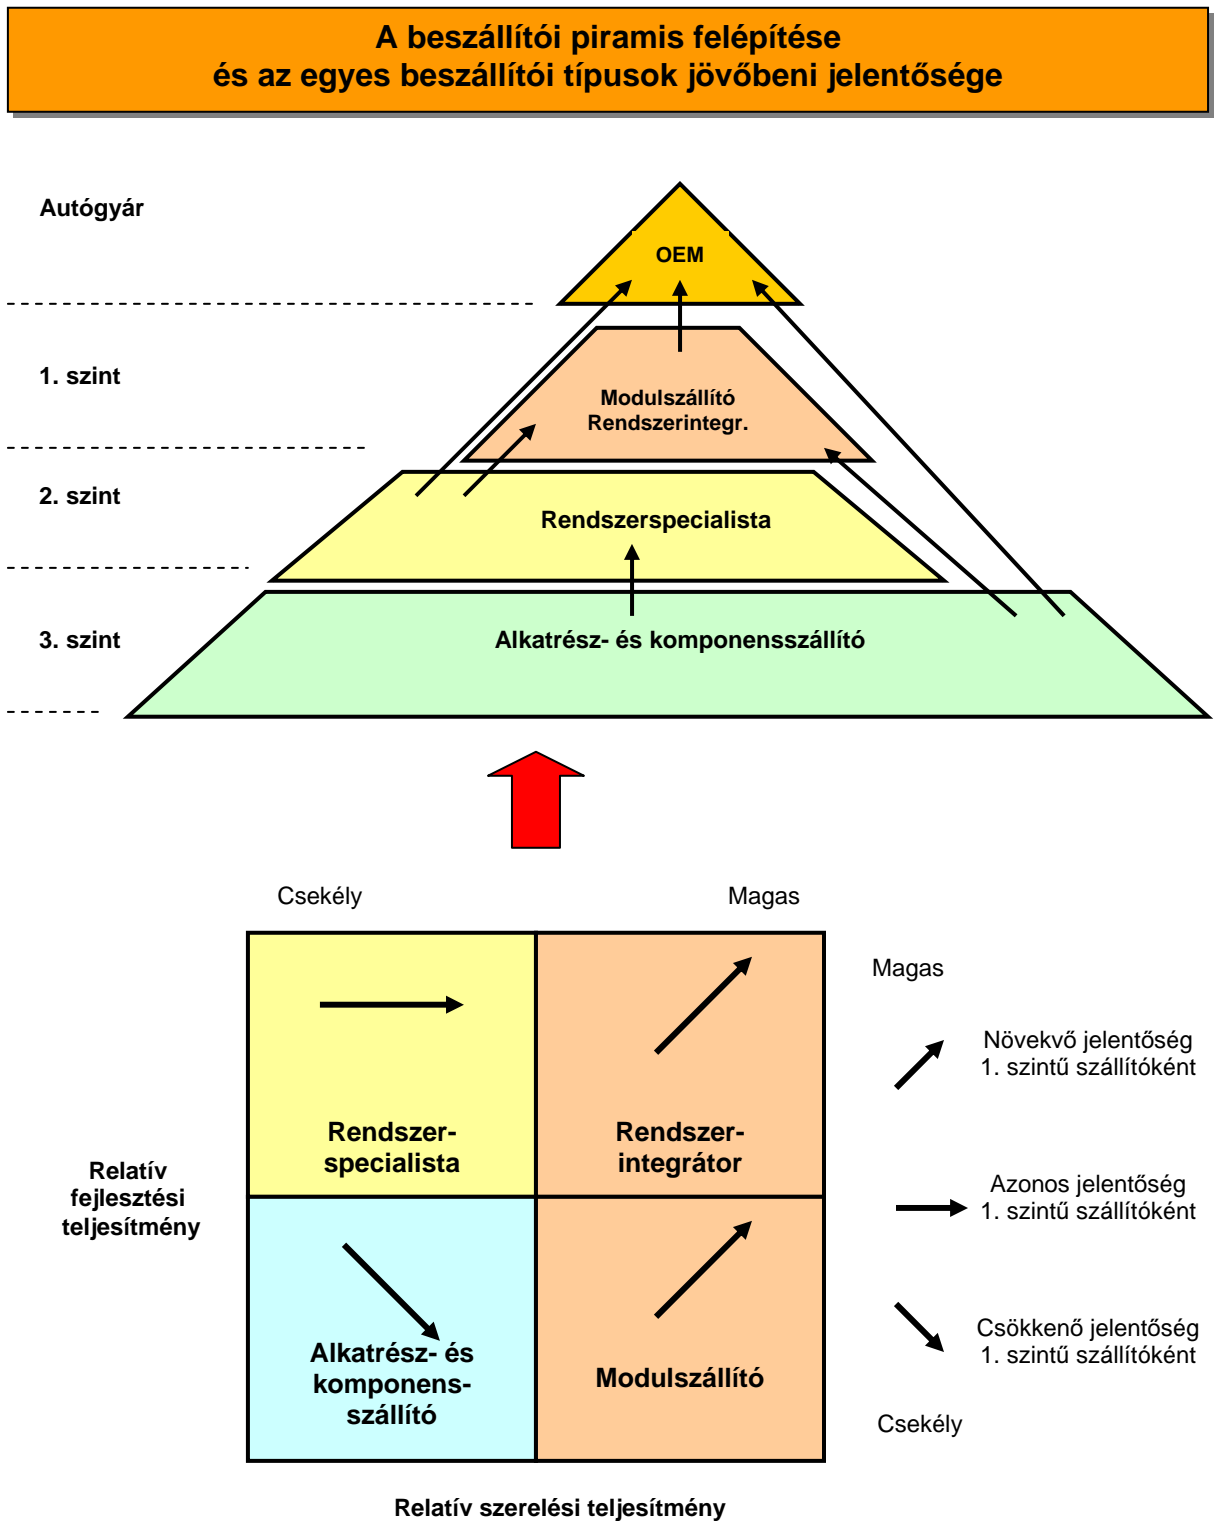 A beszállítói piramis felépítése
és az egyes beszállítói típusok jövőbeni jelentősége
Autógyár
OEM
1. szint
Modulszállító
Rendszerintegr.
2. szint
Rendszerspecialista
3. szint
Alkatrész- és komponensszállító
Csekély
Magas
Magas
Növekvő jelentőség
1. szintű szállítóként
Rendszer-
specialista
Rendszer-
integrátor
Relatív
fejlesztési
teljesítmény
Azonos jelentőség
1. szintű szállítóként
Csökkenő jelentőség
1. szintű szállítóként
Alkatrész- és
komponens-
szállító
Modulszállító
Csekély
Relatív szerelési teljesítmény